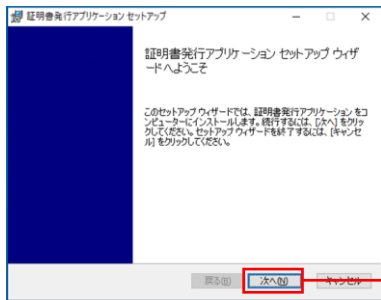 証明書発行アプリケーション セットアップ
証明書発行アプリケーション セットアップ ウィザ
ードへようこそ
このセットアップ ウィザードでは、証明書発行アプリケーション をコ
ンピューターにインストールします。続行するには、[次へ] をクリッ
クしてください。セットアップ ウィザードを終了するには、[キャンセ
ル] をクリックしてください。
戻る(B) 次へ(N) キャンセル